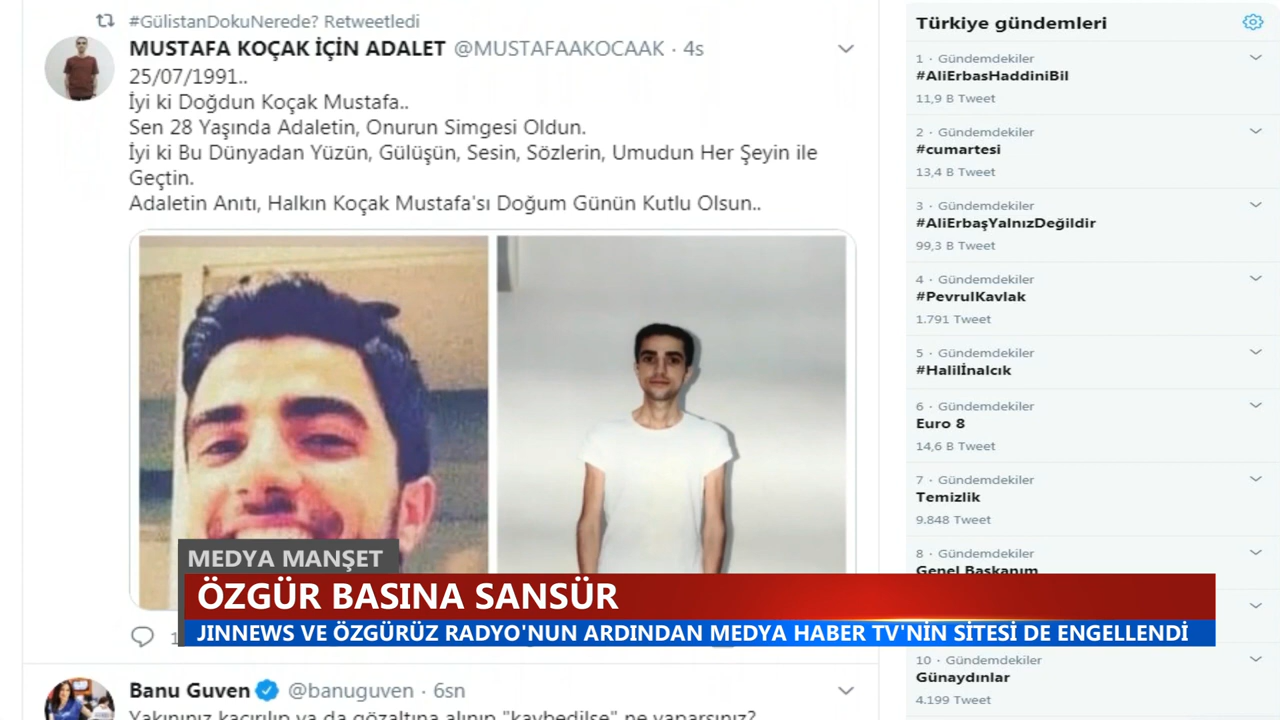 #GülistanDokuNerede? Retweetledi
MUSTAFA KOÇAK İÇİN ADALET @MUSTAFAAKOCAAK · 4s
25/07/1991..
İyi ki Doğdun Koçak Mustafa..
Sen 28 Yaşında Adaletin, Onurun Simgesi Oldun.
İyi ki Bu Dünyadan Yüzün, Gülüşün, Sesin, Sözlerin, Umudun Her Şeyin ile
Geçtin.
Adaletin Anıtı, Halkın Koçak Mustafa'sı Doğum Günün Kutlu Olsun..
MEDYA MANŞET
ÖZGÜR BASINA SANSÜR
JINNEWS VE ÖZGÜRÜZ RADYO'NUN ARDINDAN MEDYA HABER TV'NİN SİTESİ DE ENGELLENDİ
Banu Guven @banuguven · 6sn
Yakınınız kaçırılıp ya da gözaltına alınıp "kaybedilse" ne yaparsınız?
Türkiye gündemleri
1 · Gündemdekiler
#AliErbasHaddiniBil
11,9 B Tweet
2 · Gündemdekiler
#cumartesi
13,4 B Tweet
3 · Gündemdekiler
#AliErbaşYalnızDeğildir
99,3 B Tweet
4 · Gündemdekiler
#PevrulKavlak
1.791 Tweet
5 · Gündemdekiler
#Halilİnalcık
6 · Gündemdekiler
Euro 8
14,6 B Tweet
7 · Gündemdekiler
Temizlik
9.848 Tweet
8 · Gündemdekiler
Genel Başkanım
10 · Gündemdekiler
Günaydınlar
4.199 Tweet